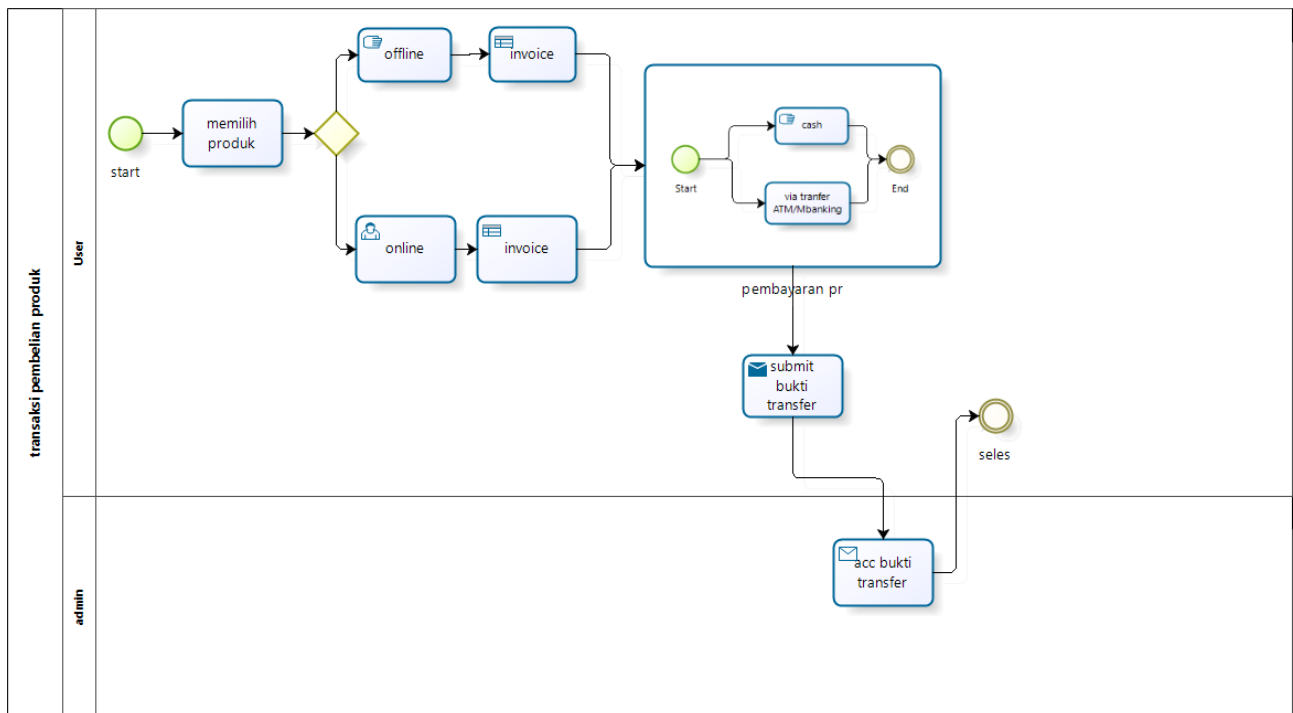 transaksi pembelian produk
User
start
memilih
produk
offline
invoice
online
invoice
Start
cash
via tranfer
ATM/Mbanking
End
pembayaran pr
submit
bukti
transfer
seles
admin
acc bukti
transfer